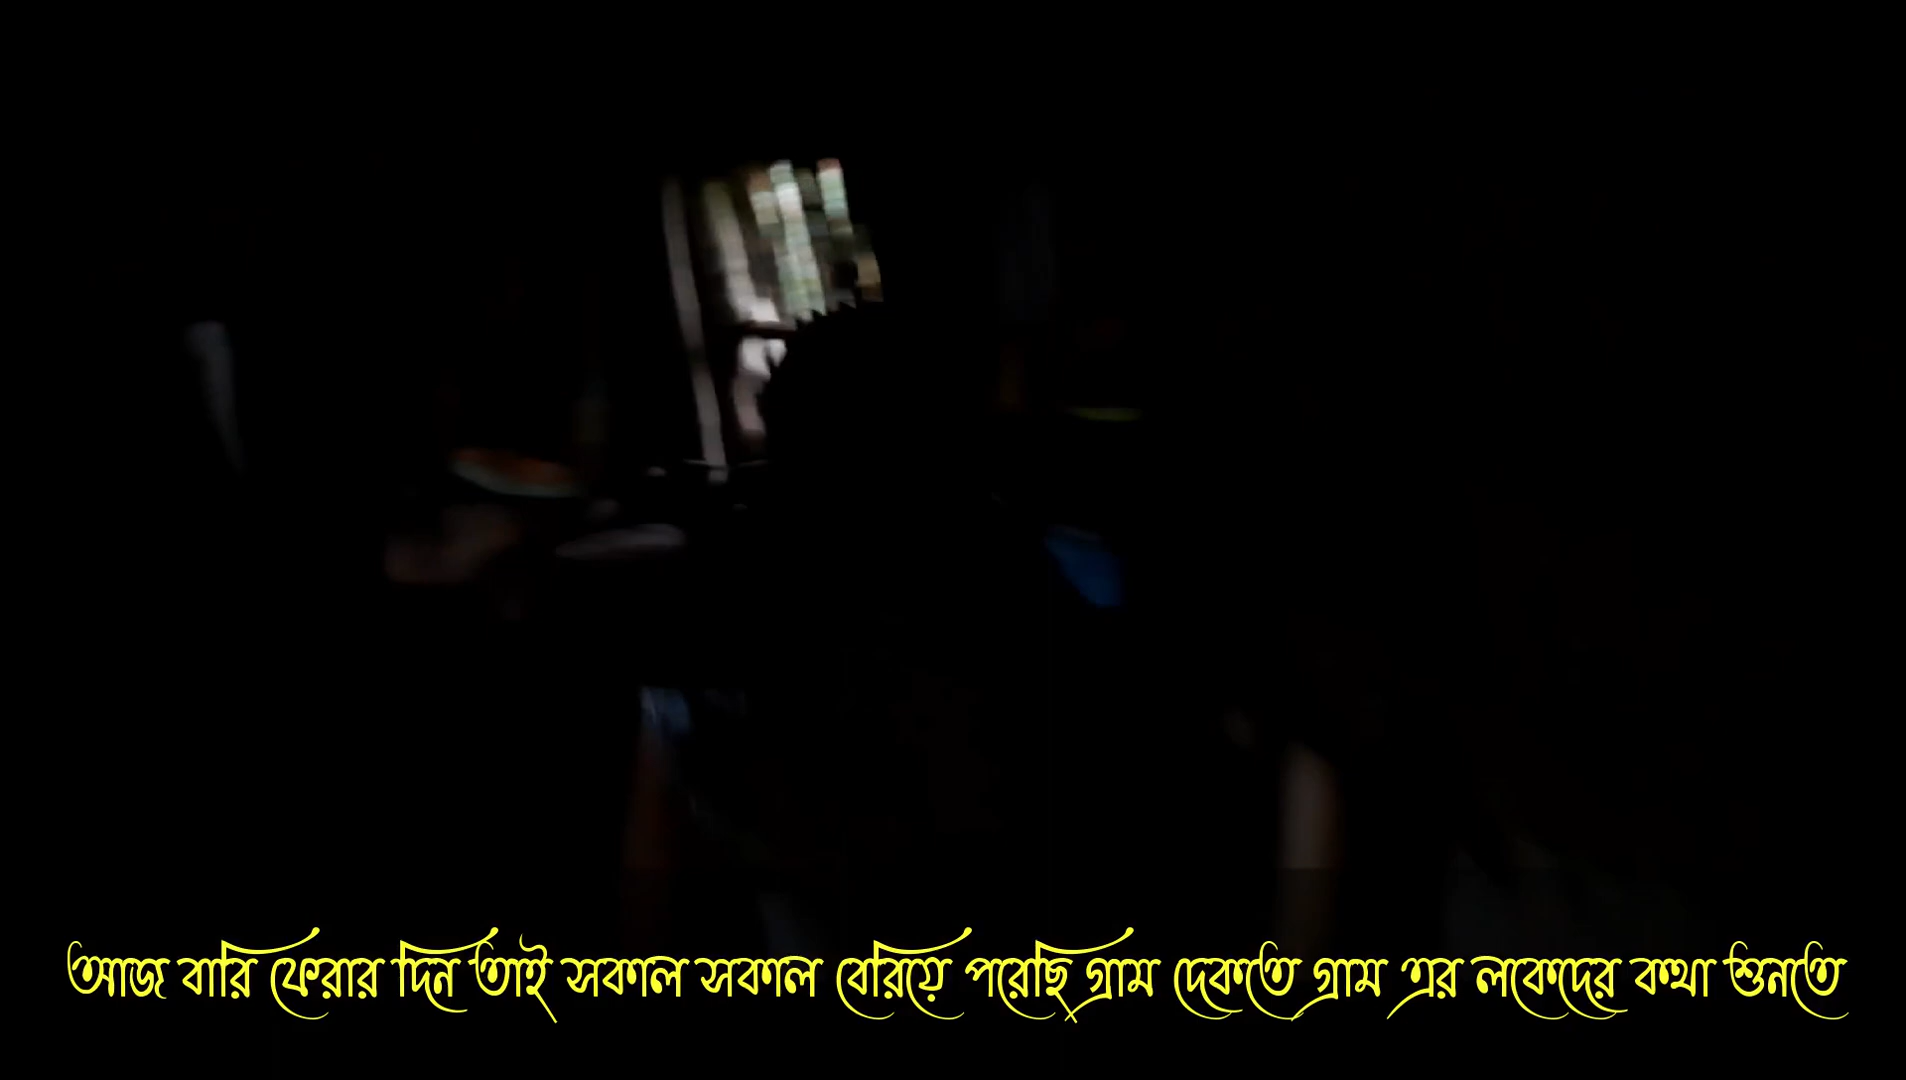 আজ বারি ফেরার দিন তাই সকাল সকাল বেরিয়ে পরেছি গ্রাম দেকতে গ্রাম এর লকেদের কথা শুনতে